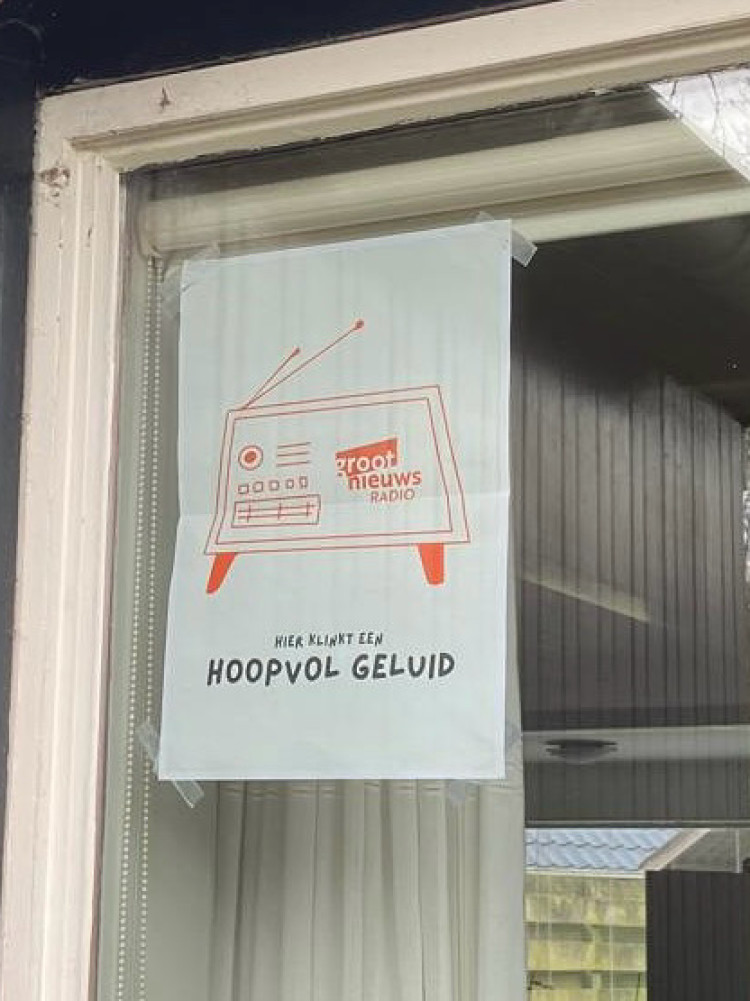 groot
nieuws
RADIO
HIER KLINKT EEN
HOOPVOL GELUID